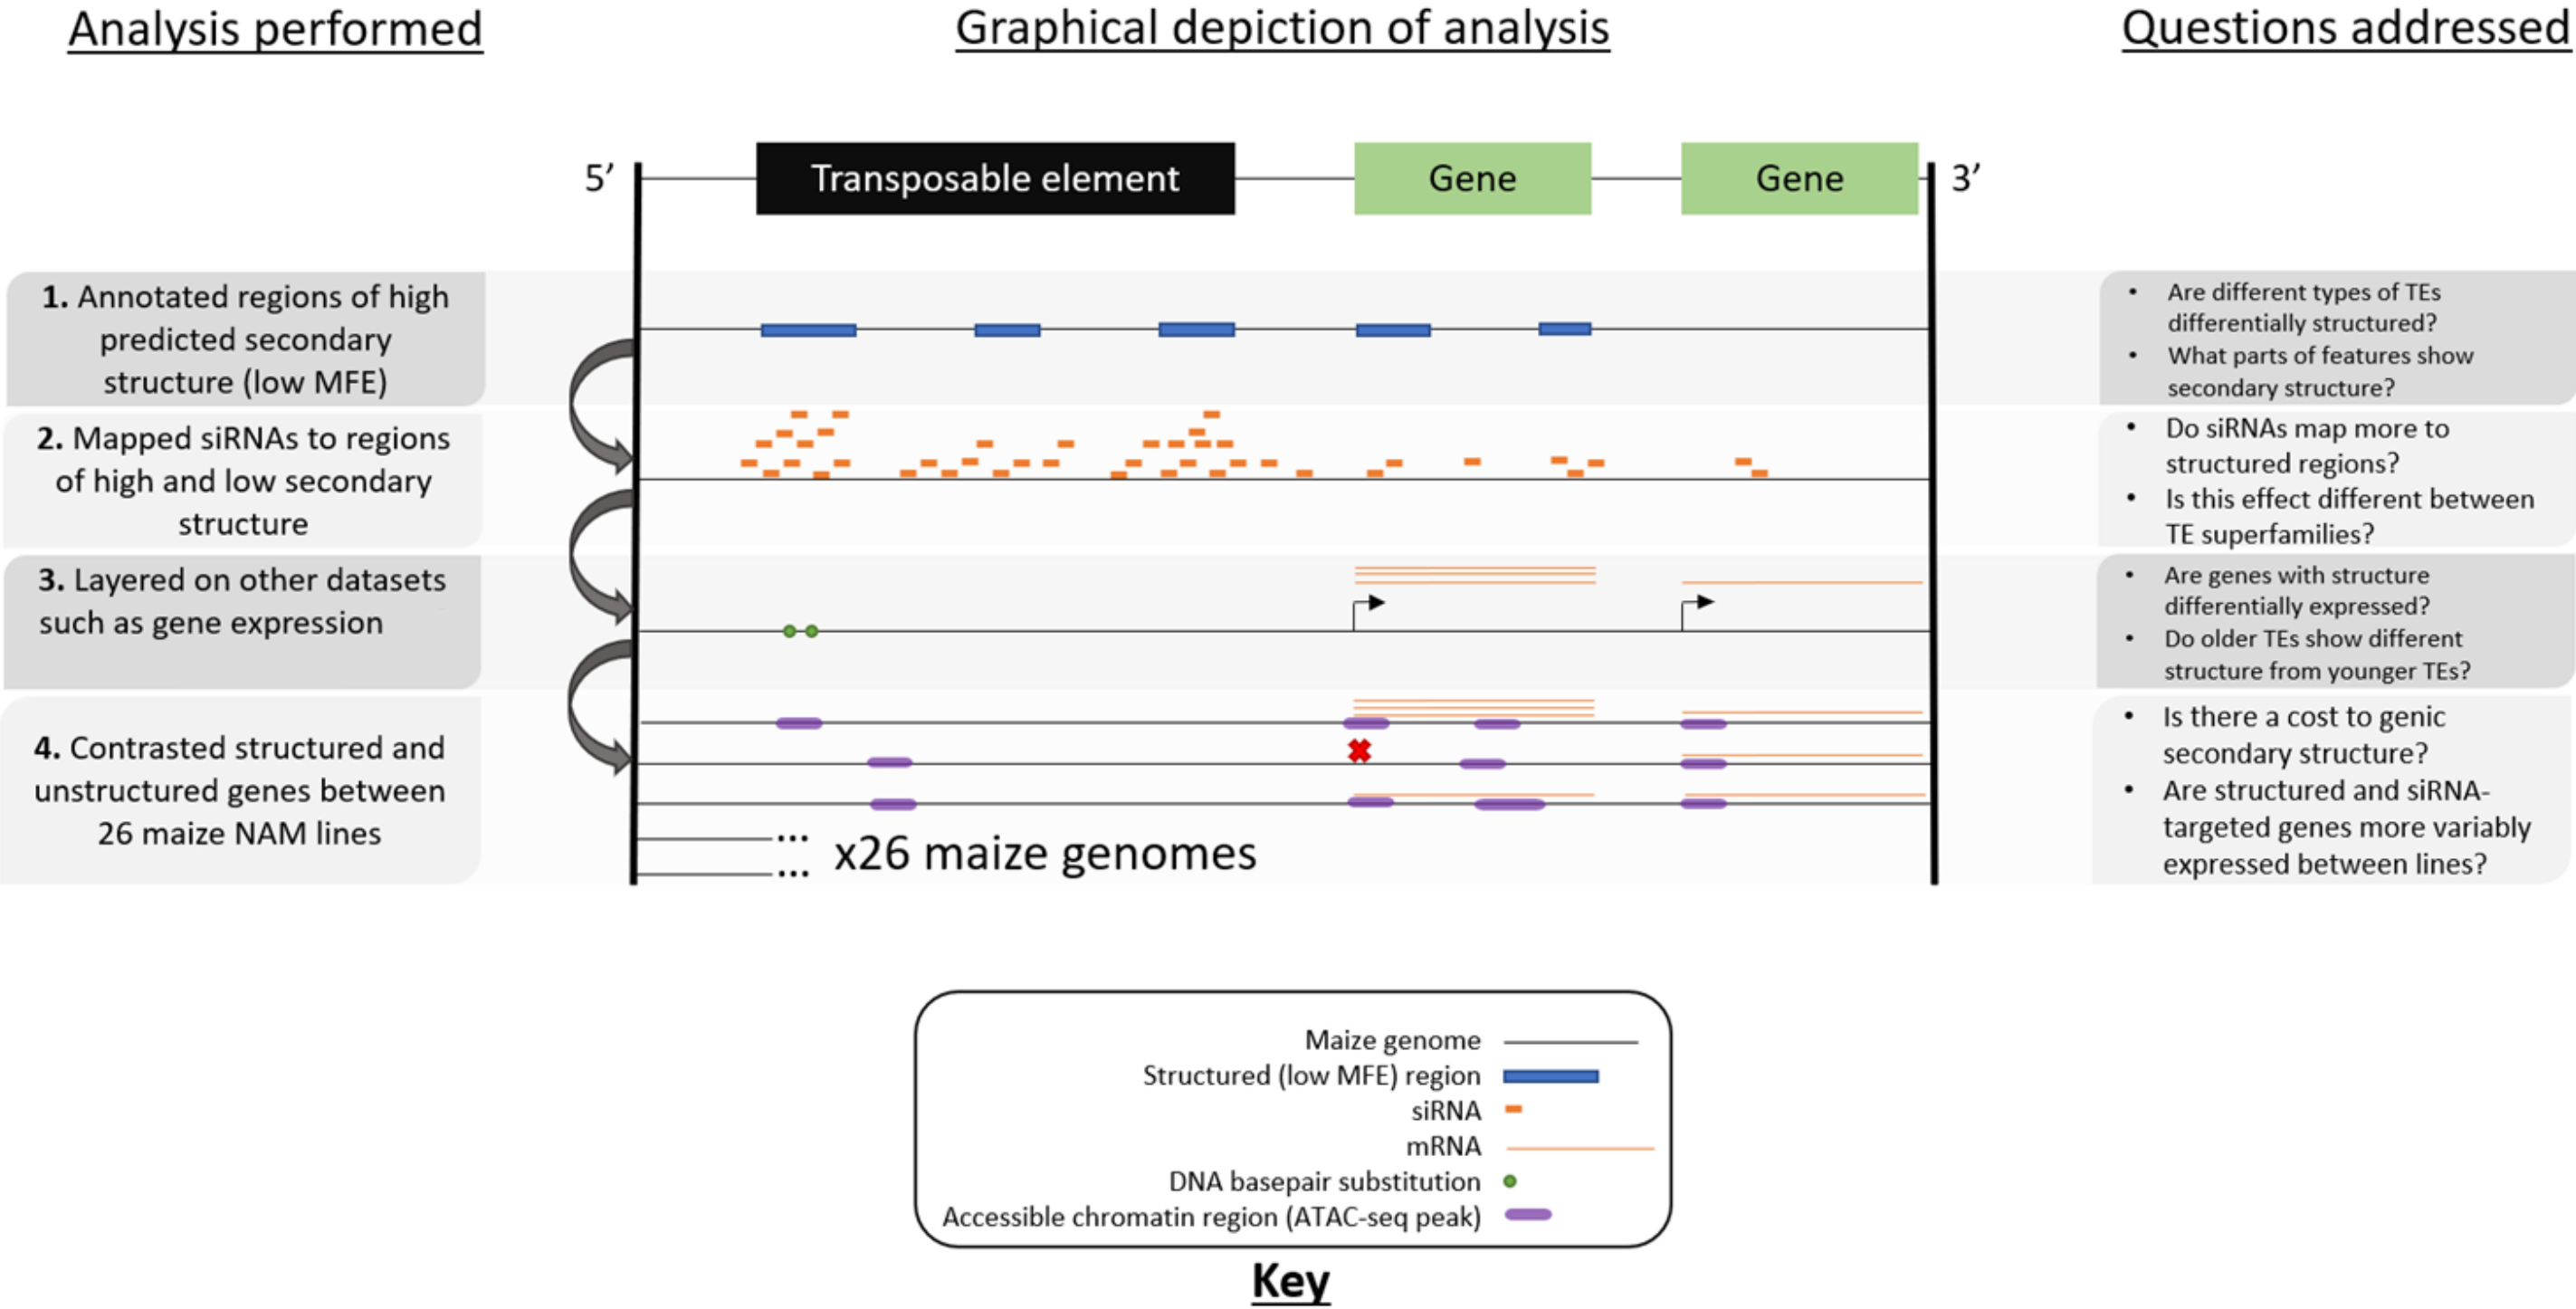 Analysis performed
Graphical depiction of analysis
Questions addressed
5’
Transposable element
Gene
Gene
3’
1. Annotated regions of high
predicted secondary
structure (low MFE)
• Are different types of TEs
differentially structured?
• What parts of features show
secondary structure?
2. Mapped siRNAs to regions
of high and low secondary
structure
• Do siRNAs map more to
structured regions?
• Is this effect different between
TE superfamilies?
3. Layered on other datasets
such as gene expression
• Are genes with structure
differentially expressed?
• Do older TEs show different
structure from younger TEs?
4. Contrasted structured and
unstructured genes between
26 maize NAM lines
... x26 maize genomes
...
• Is there a cost to genic
secondary structure?
• Are structured and siRNA-
targeted genes more variably
expressed between lines?
Maize genome
Structured (low MFE) region
siRNA
mRNA
DNA basepair substitution
Accessible chromatin region (ATAC-seq peak)
Key